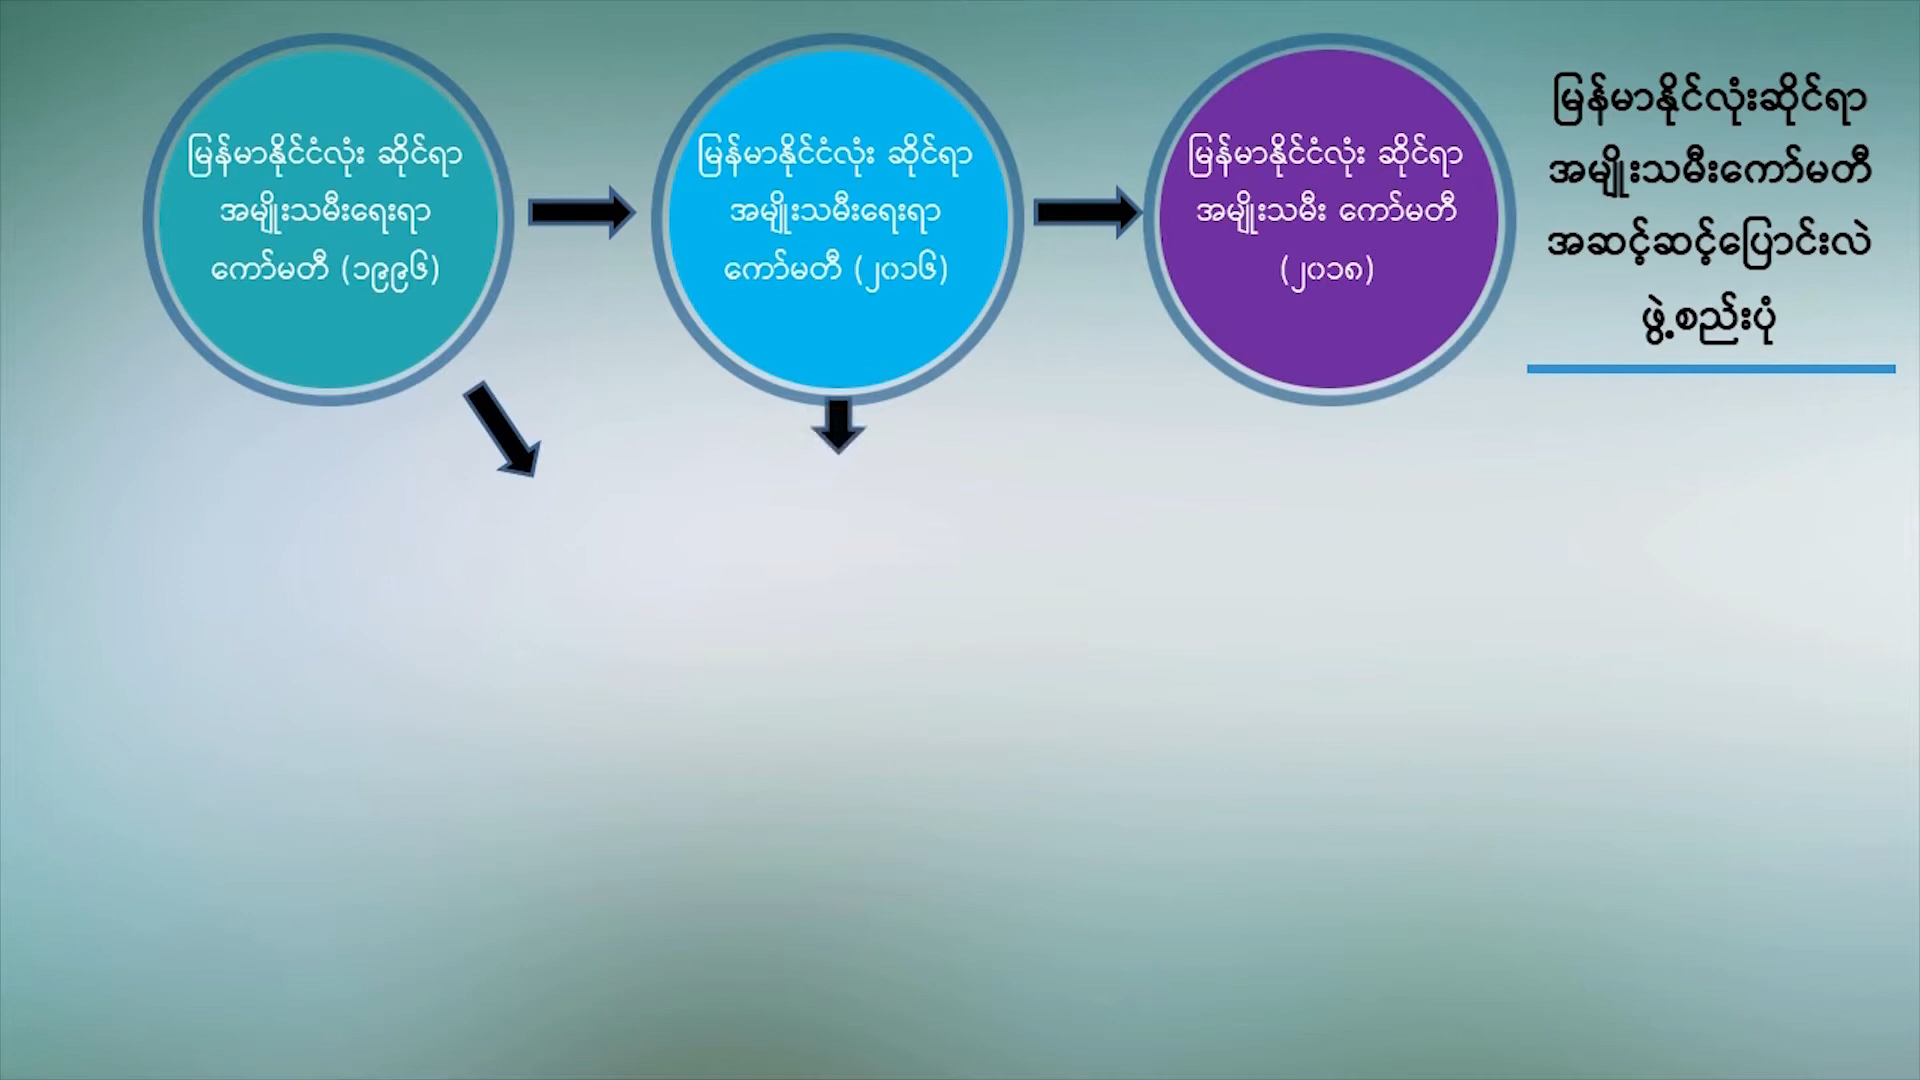 မြန်မာနိုင်ငံလုံး ဆိုင်ရာ
အမျိုးသမီးရေးရာ
ကော်မတီ (၁၉၉၆)
မြန်မာနိုင်ငံလုံး ဆိုင်ရာ
အမျိုးသမီးရေးရာ
ကော်မတီ (၂၀၁၆)
မြန်မာနိုင်ငံလုံး ဆိုင်ရာ
အမျိုးသမီး ကော်မတီ
(၂၀၁၈)
မြန်မာနိုင်လုံးဆိုင်ရာ
အမျိုးသမီးကော်မတီ
အဆင့်ဆင့်ပြောင်းလဲ
ဖွဲ့စည်းပုံ